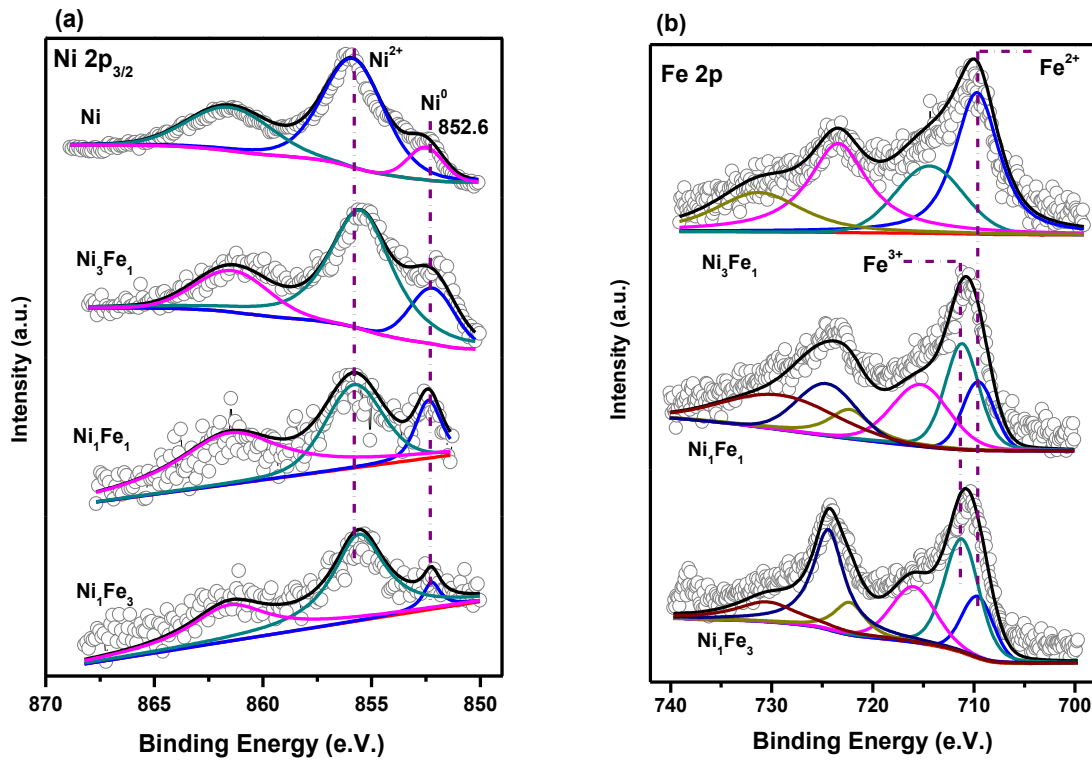 (a)
Ni 2p3/2
Ni2+
Ni
Ni0
852.6
Ni3Fe1
Ni1Fe1
Ni1Fe3
Intensity (a.u.)
870 865 860 855 850
Binding Energy (e.V.)
(b)
Fe 2p
Fe2+
Ni3Fe1
Fe3+
Ni1Fe1
Ni1Fe3
Intensity (a.u.)
740 730 720 710 700
Binding Energy (e.V.)